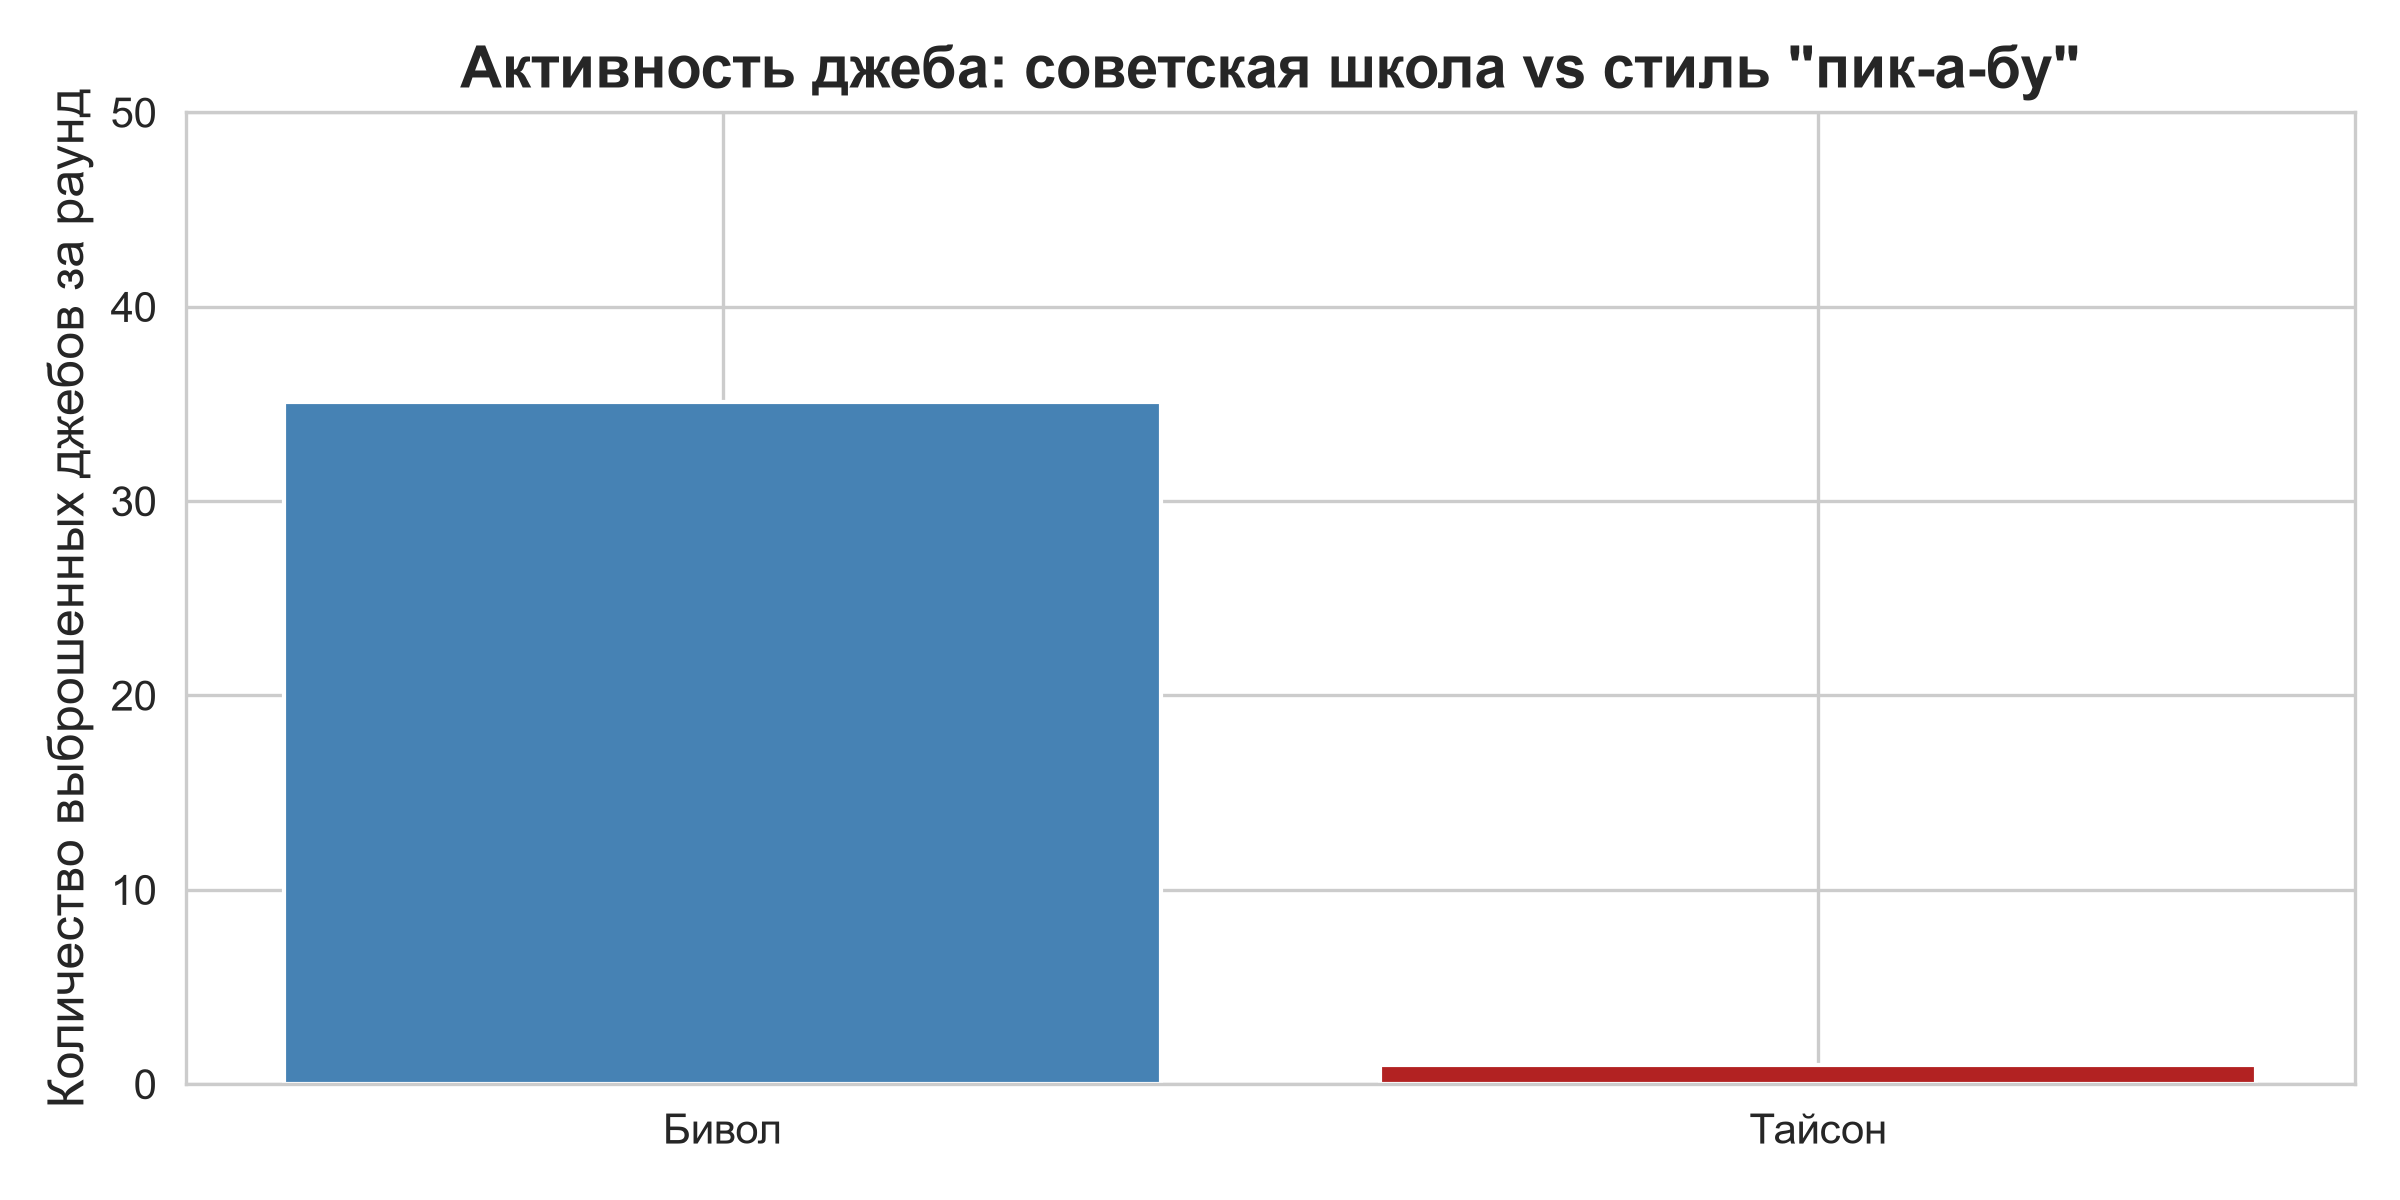 Активность джеба: советская школа vs стиль "пик-а-бу"
Количество выброшенных джебов за раунд
50
40
30
20
10
0
Бивол
Тайсон